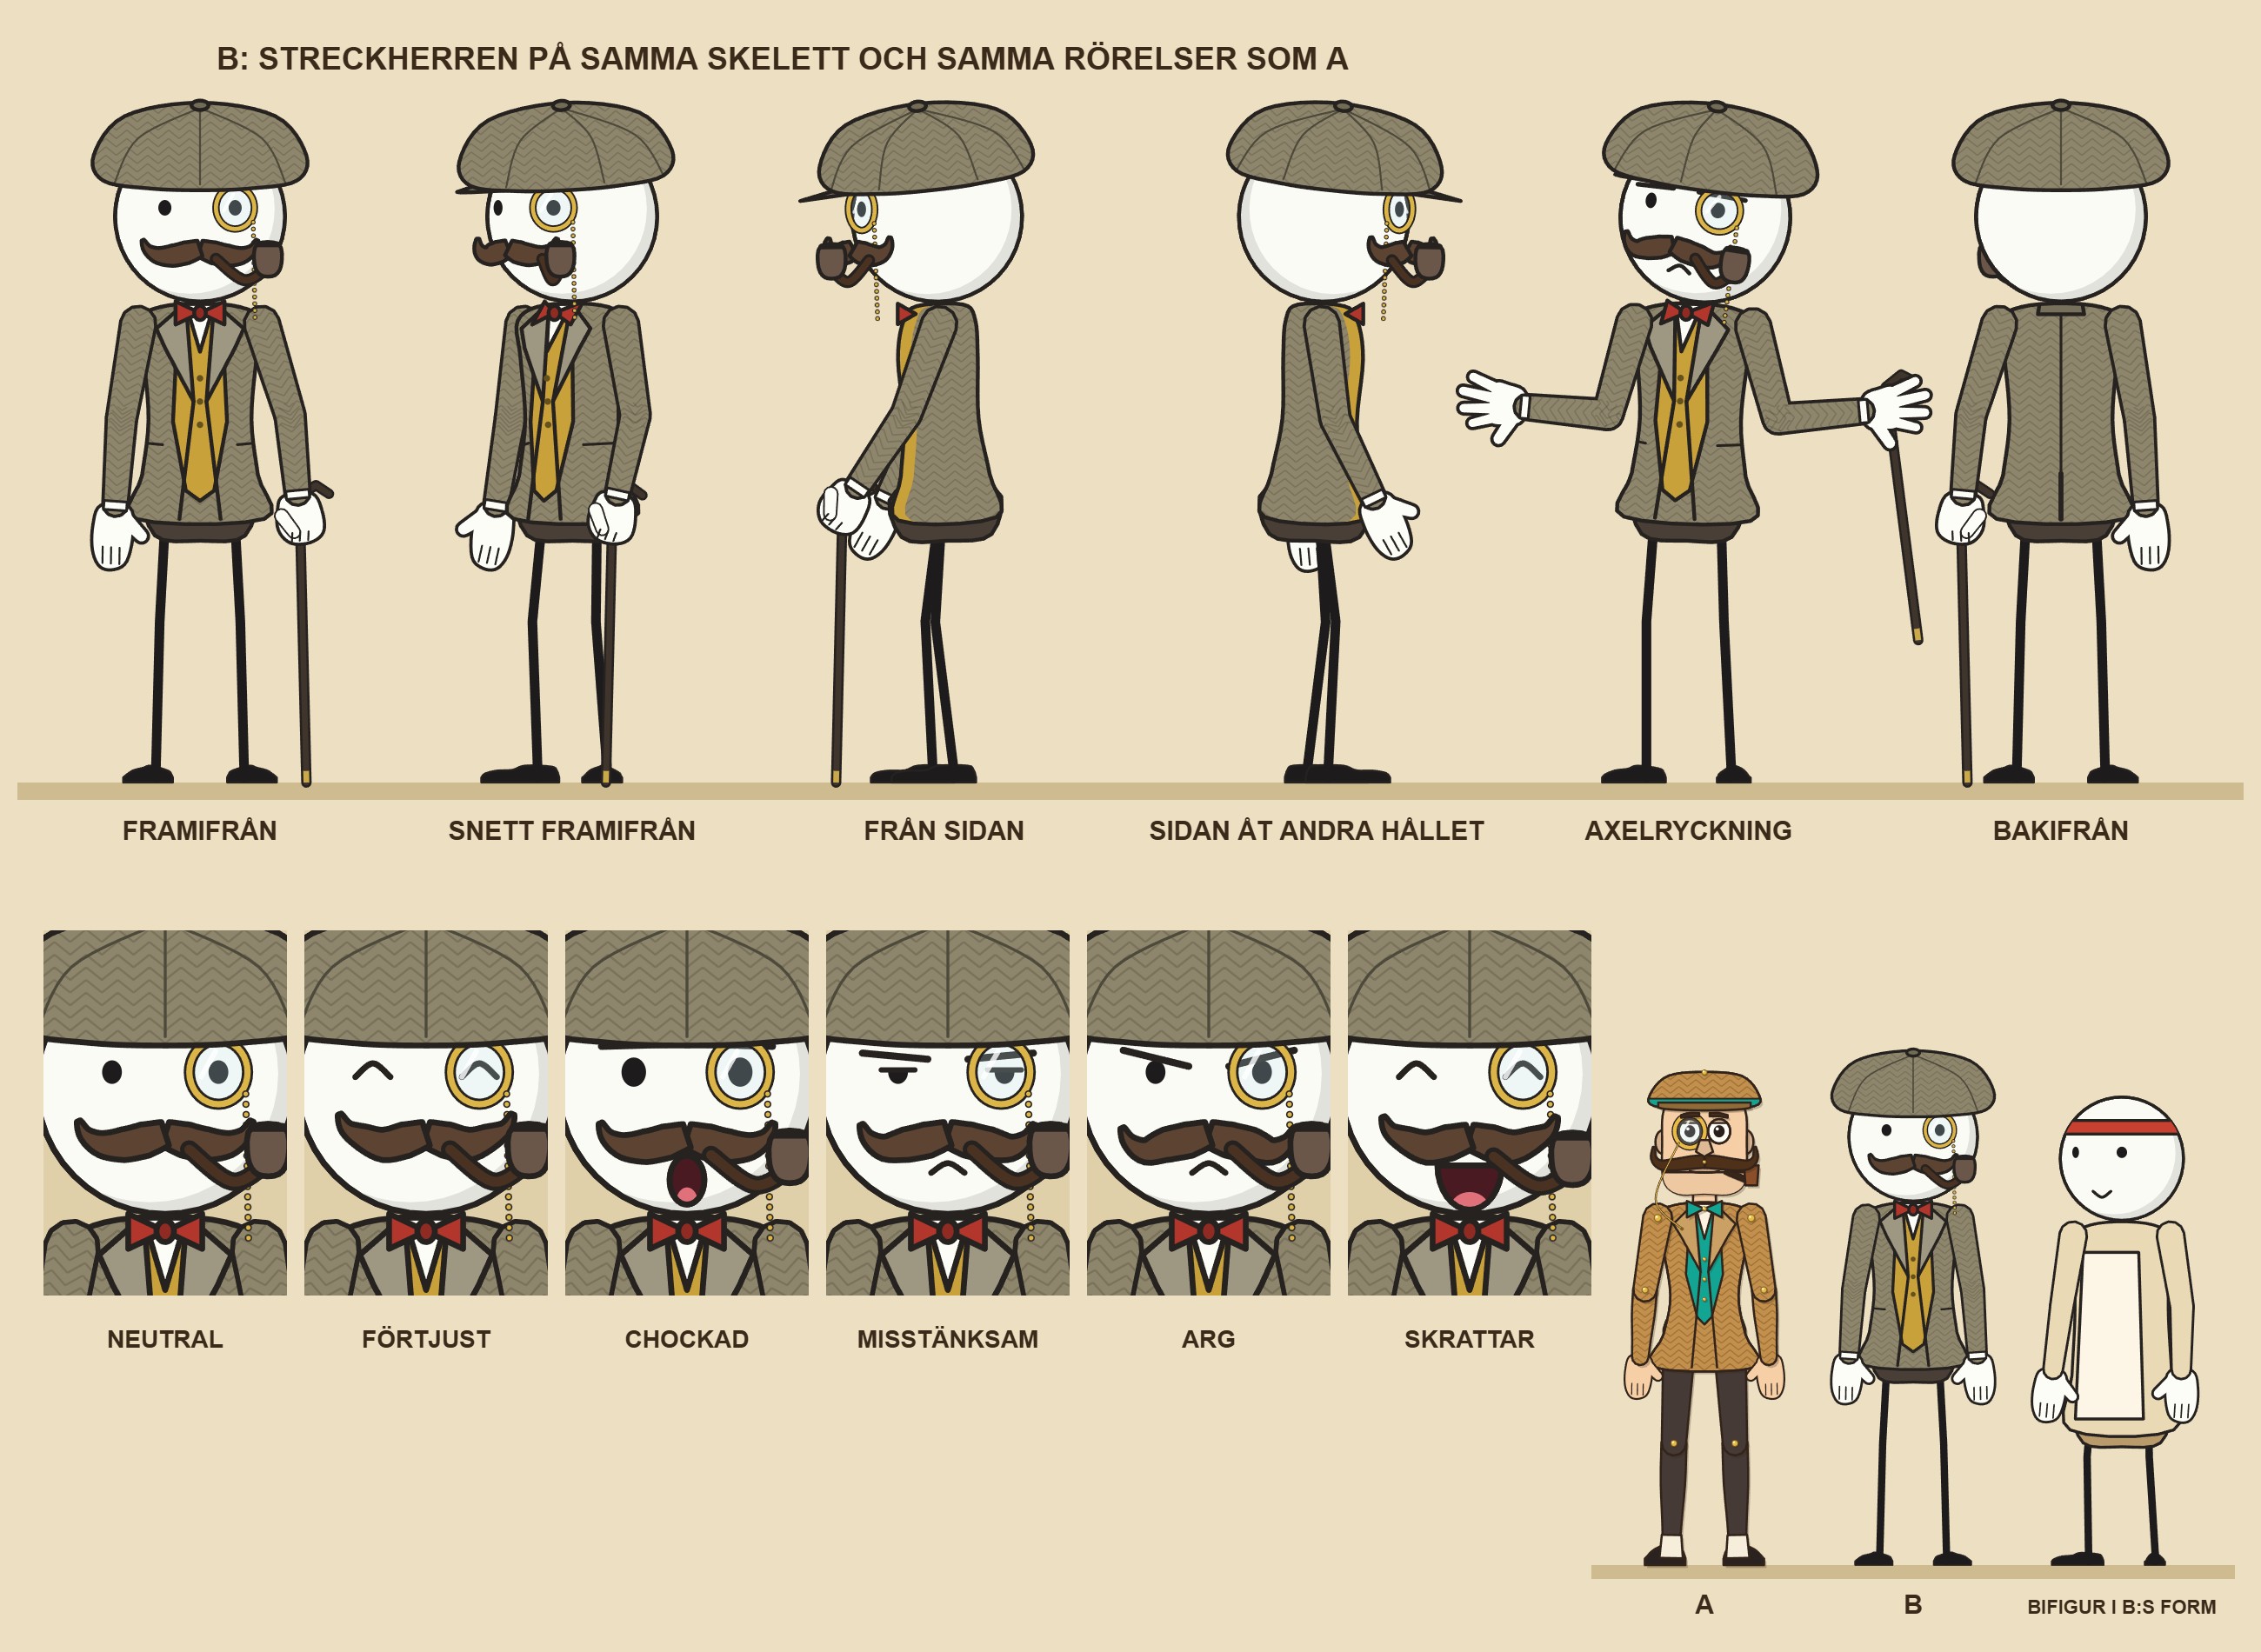 B: STRECKHERREN PÅ SAMMA SKELETT OCH SAMMA RÖRELSER SOM A
FRAMIFRÅN
SNETT FRAMIFRÅN
FRÅN SIDAN
SIDAN ÅT ANDRA HÅLLET
AXELRYCKNING
BAKIFRÅN
NEUTRAL
FÖRTJUST
CHOCKAD
MISSTÄNKSAM
ARG
SKRATTAR
A
B
BIFIGUR I B:S FORM